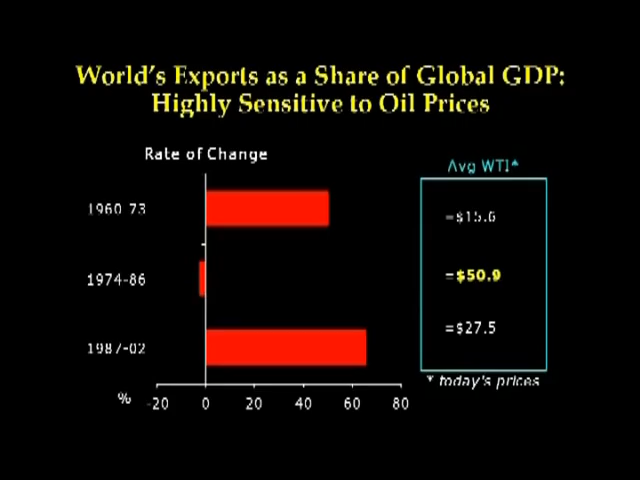 World's Exports as a Share of Global GDP:
Highly Sensitive to Oil Prices
Rate of Change
Avg WTI*
1960 73
=$15.6
1974-86
=$50.9
1987-02
=$27.5
* today's prices
% -20 0 20 40 60 80